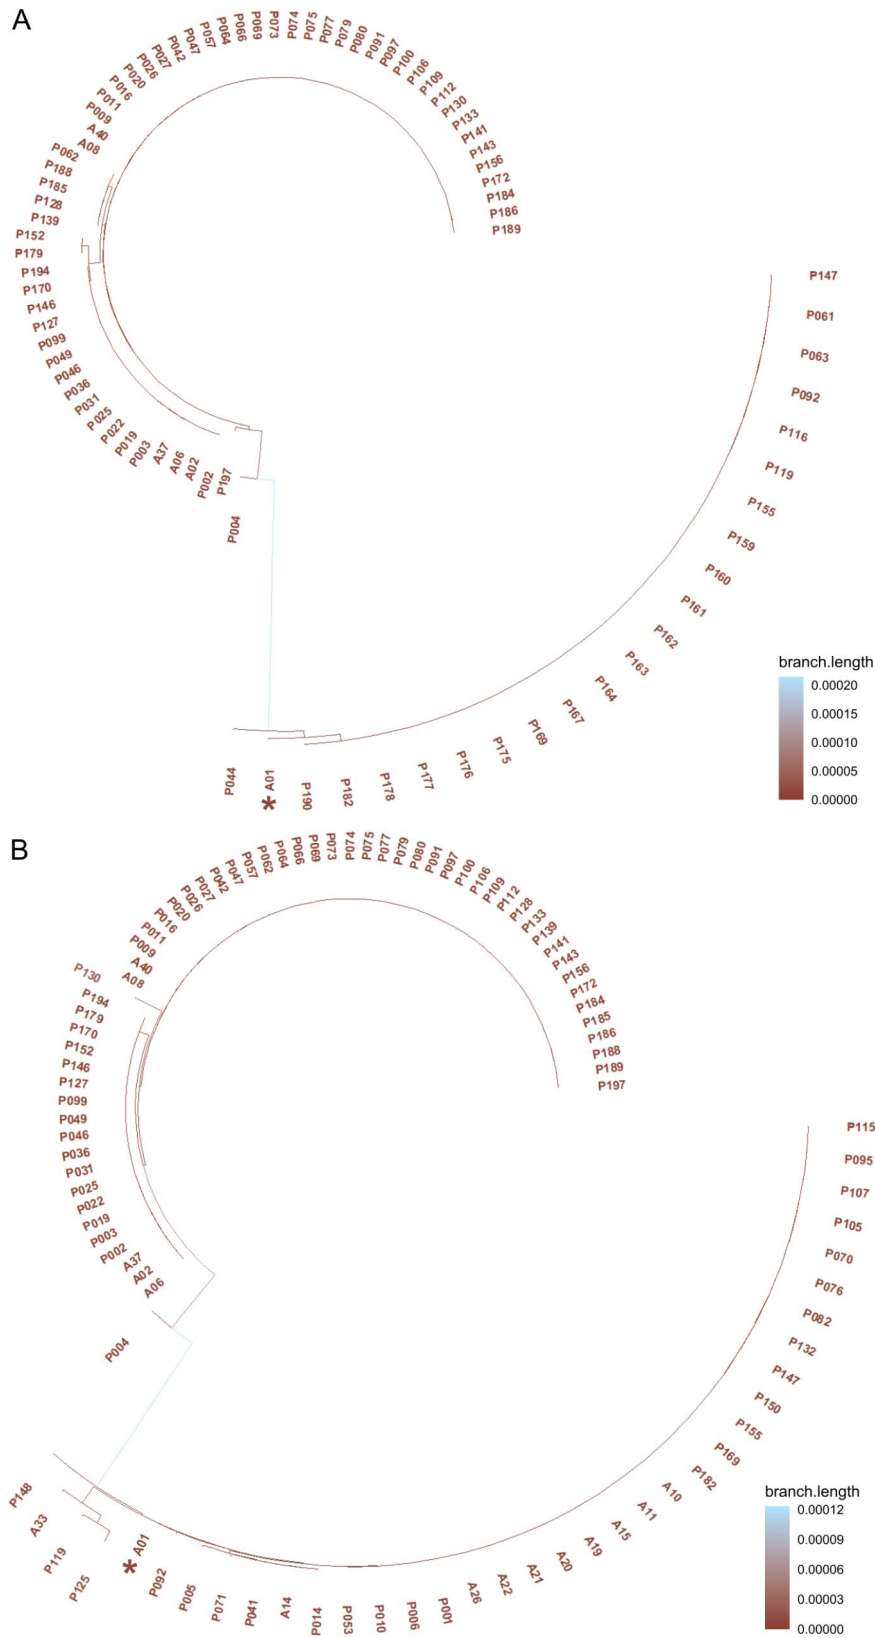 A
P062
P188
P185
P128
P139
P152
P179
P194
P170
P146
P127
P099
P049
P046
P036
P031
P025
P022
P019
P003
A37
A06
A02
P002
P197
P004
A08
A40
P009
P011
P016
P020
P026
P027
P042
P047
P057
P064
P066
P069
P073
P074
P075
P077
P079
P080
P091
P097
P100
P106
P109
P112
P130
P133
P141
P143
P156
P172
P184
P186
P189
P147
P061
P063
P092
P116
P119
P155
P159
P160
P161
P162
P163
P164
P167
P169
P175
P176
P177
P178
P182
P190
A01
*
P044
branch.length
0.00020
0.00015
0.00010
0.00005
0.00000
B
P130
P194
P179
P170
P152
P146
P127
P099
P049
P046
P036
P031
P025
P022
P019
P003
P002
A37
A02
A06
P004
A08
A40
P009
P011
P016
P020
P026
P027
P042
P047
P057
P062
P064
P066
P069
P073
P074
P075
P077
P079
P080
P091
P097
P100
P106
P109
P112
P128
P133
P139
P141
P143
P156
P172
P184
P185
P186
P188
P189
P197
P115
P095
P107
P105
P070
P076
P082
P132
P147
P150
P155
P169
P182
A10
A11
A15
A19
A20
A21
A22
A26
P001
P006
P010
P053
P014
A14
P041
P071
P005
P092
A01
*
P125
P119
A33
P148
branch.length
0.00012
0.00009
0.00006
0.00003
0.00000